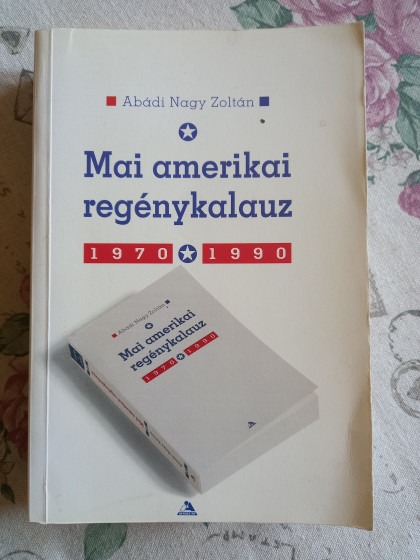 Abádi Nagy Zoltán
Mai amerikai
regénykalauz
1970 1990
Abádi Nagy Zoltán
Mai amerikai
regénykalauz
1970 1990